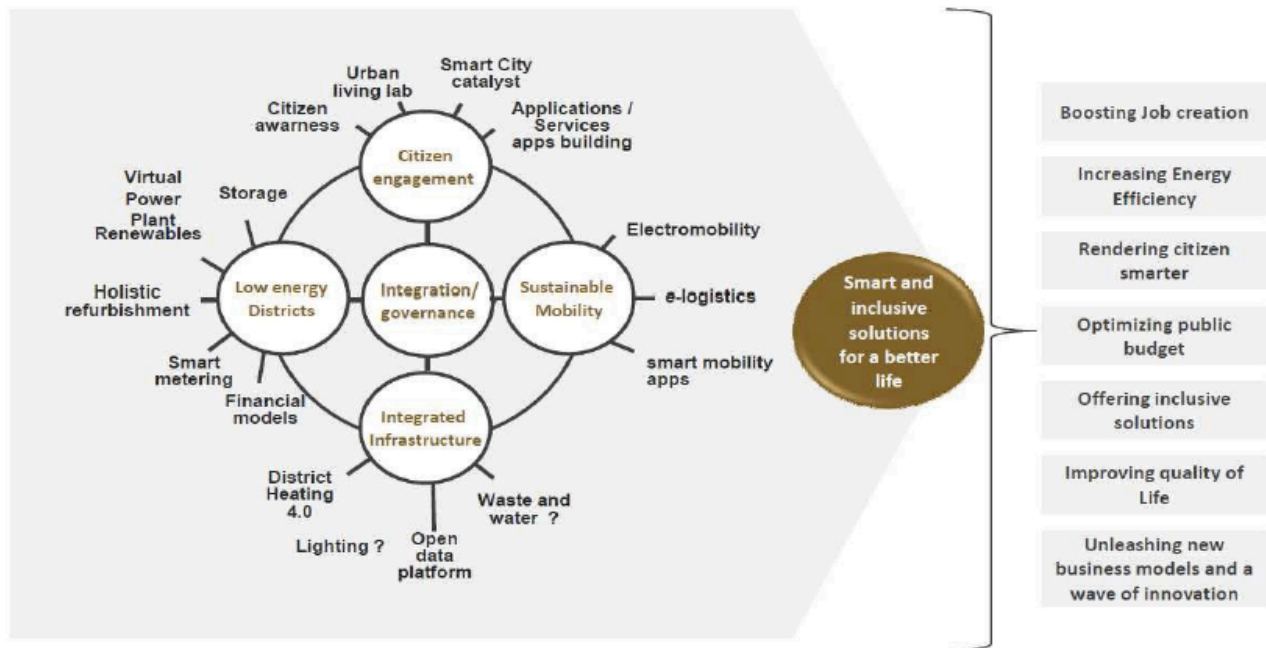 Urban
living lab
Smart City
catalyst
Citizen
awarness
Applications /
Services
apps building
Citizen
engagement
Virtual
Power
Plant
Storage
Renewables
Holistic
refurbishment
Smart
metering
Financial
models
Low energy
Districts
Integration/
governance
Sustainable
Mobility
Electromobility
e-logistics
smart mobility
apps
Integrated
Infrastructure
District
Heating
4.0
Lighting ?
Open
data
platform
Waste and
water ?
Smart and
inclusive
solutions
for a better
life
Boosting Job creation
Increasing Energy
Efficiency
Rendering citizen
smarter
Optimizing public
budget
Offering inclusive
solutions
Improving quality of
Life
Unleashing new
business models and a
wave of innovation